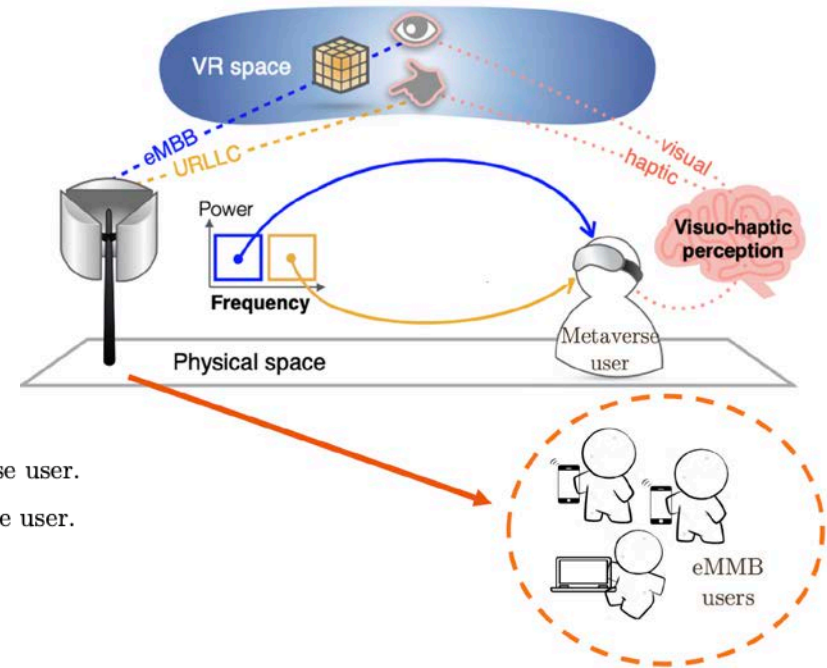 VR space
eMBB
URLLC
visual
haptic
Power
Frequency
Visuo-haptic
perception
Metaverse
user
Physical space
se user.
e user.
eMMB
users